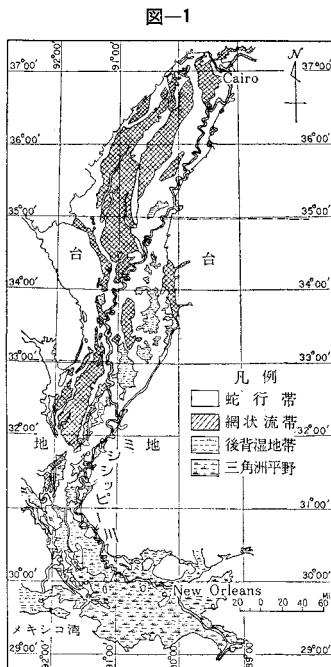 図—1
92°00′ 91°00′
37°00′ Cairo N 37°00′
36°00′ 36°00′
35°00′ 35°00′
台 台
34°00′ 34°00′
33°00′ 33°00′
凡例
蛇行帯
網状流帯
後背湿地帯
三角洲平野
32°00′ 32°00′
地 ミシシッピー 地
31°00′ 31°00′
30°00′ 30°00′
New Orleans
20 0 20 40 60
メキシコ湾
29°00′ 29°00′